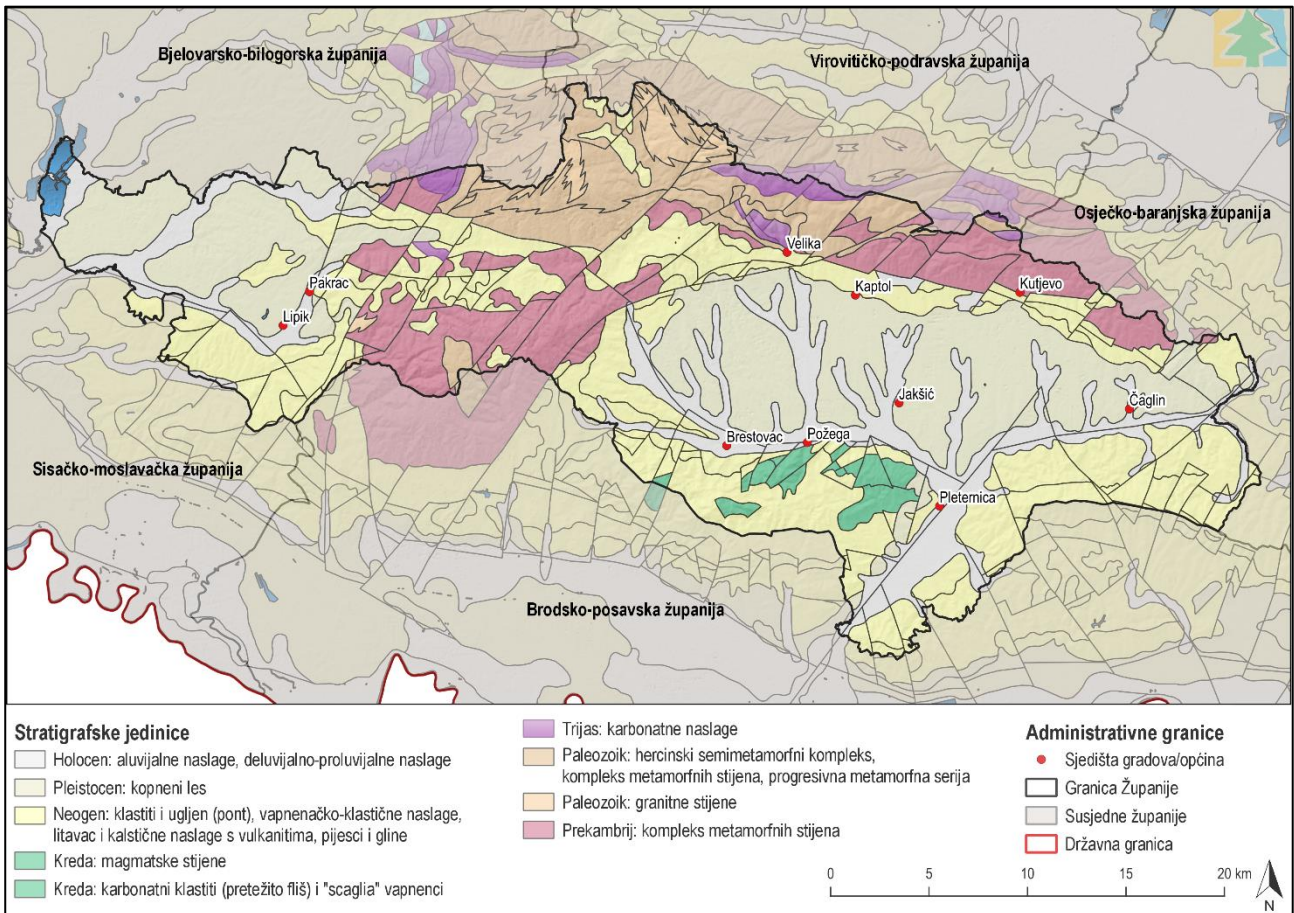 Bjelovarsko-bilogorska županija
Virovitičko-podravska županija
Osječko-baranjska županija
Velika
Pakrac
Kaptol
Kutjevo
Lipik
Jakšić
Čaglin
Brestovac
Požega
Sisačko-moslavačka županija
Pleternica
Brodsko-posavska županija
Stratigrafske jedinice
Holocen: aluvijalne naslage, deluvijalno-proluvijalne naslage
Pleistocen: kopneni les
Neogen: klastiti i ugljen (pont), vapnenačko-klastične naslage,
litavac i kalstične naslage s vulkanitima, pijesci i gline
Kreda: magmatske stijene
Kreda: karbonatni klastiti (pretežito fliš) i "scaglia" vapnenci
Trijas: karbonatne naslage
Paleozoik: hercinski semimetamorfni kompleks,
kompleks metamorfnih stijena, progresivna metamorfna serija
Paleozoik: granitne stijene
Prekambrij: kompleks metamorfnih stijena
Administrativne granice
Sjedišta gradova/općina
Granica Županije
Susjedne županije
Državna granica
0 5 10 15 20 km
N